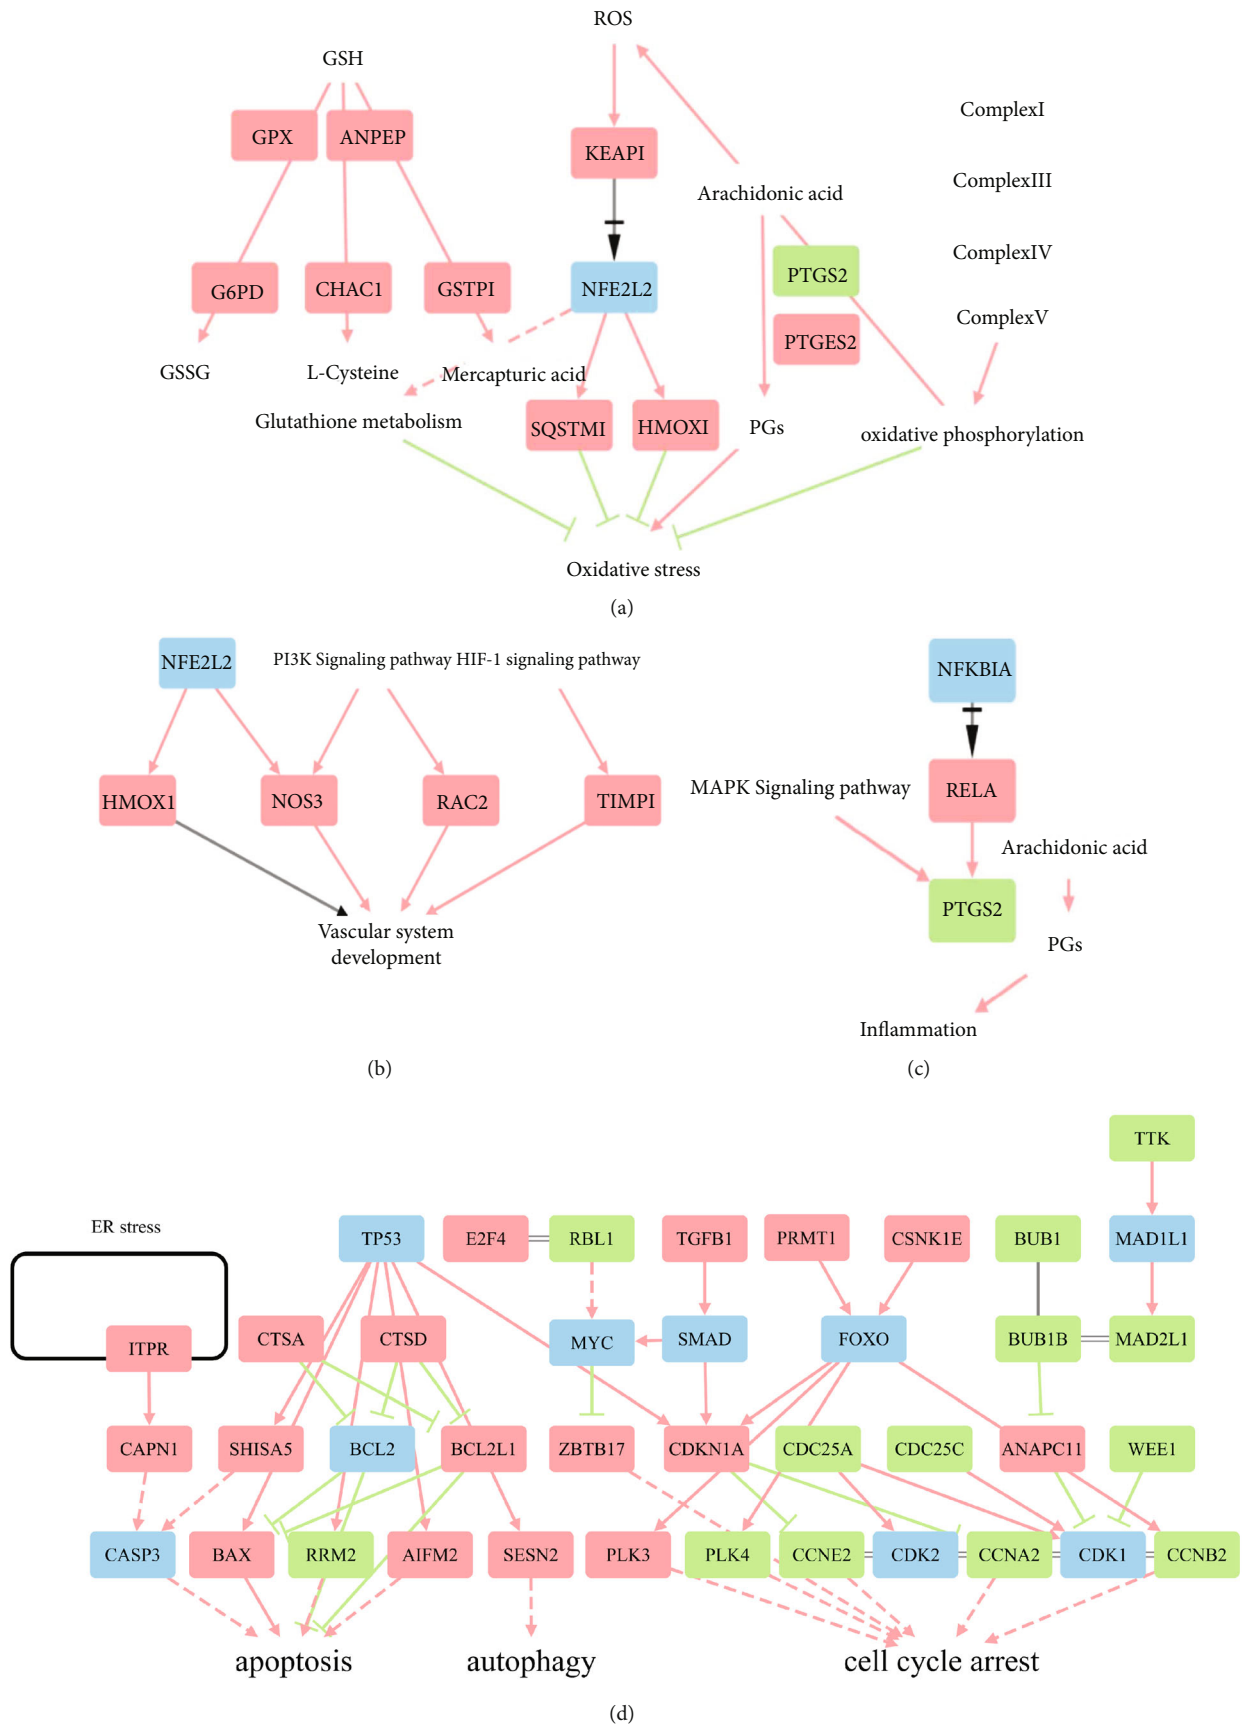 ROS
GSH
ComplexI
GPX
ANPEP
KEAPI
ComplexIII
Arachidonic acid
ComplexIV
PTGS2
G6PD
CHAC1
GSTPI
NFE2L2
ComplexV
PTGES2
GSSG
L-Cysteine
Mercapturic acid
Glutathione metabolism
SQSTMI
HMOXI
PGs
oxidative phosphorylation
Oxidative stress
(a)
NFE2L2
PI3K Signaling pathway HIF-1 signaling pathway
HMOX1
NOS3
RAC2
TIMPI
Vascular system
development
(b)
NFKBIA
MAPK Signaling pathway
RELA
Arachidonic acid
PTGS2
PGs
Inflammation
(c)
TTK
ER stress
TP53
E2F4
RBL1
TGFB1
PRMT1
CSNK1E
BUB1
MAD1L1
ITPR
CTSA
CTSD
MYC
SMAD
FOXO
BUB1B
MAD2L1
CAPN1
SHISA5
BCL2
BCL2L1
ZBTB17
CDKN1A
CDC25A
CDC25C
ANAPC11
WEE1
CASP3
BAX
RRM2
AIFM2
SESN2
PLK3
PLK4
CCNE2
CDK2
CCNA2
CDK1
CCNB2
apoptosis
autophagy
cell cycle arrest
(d)